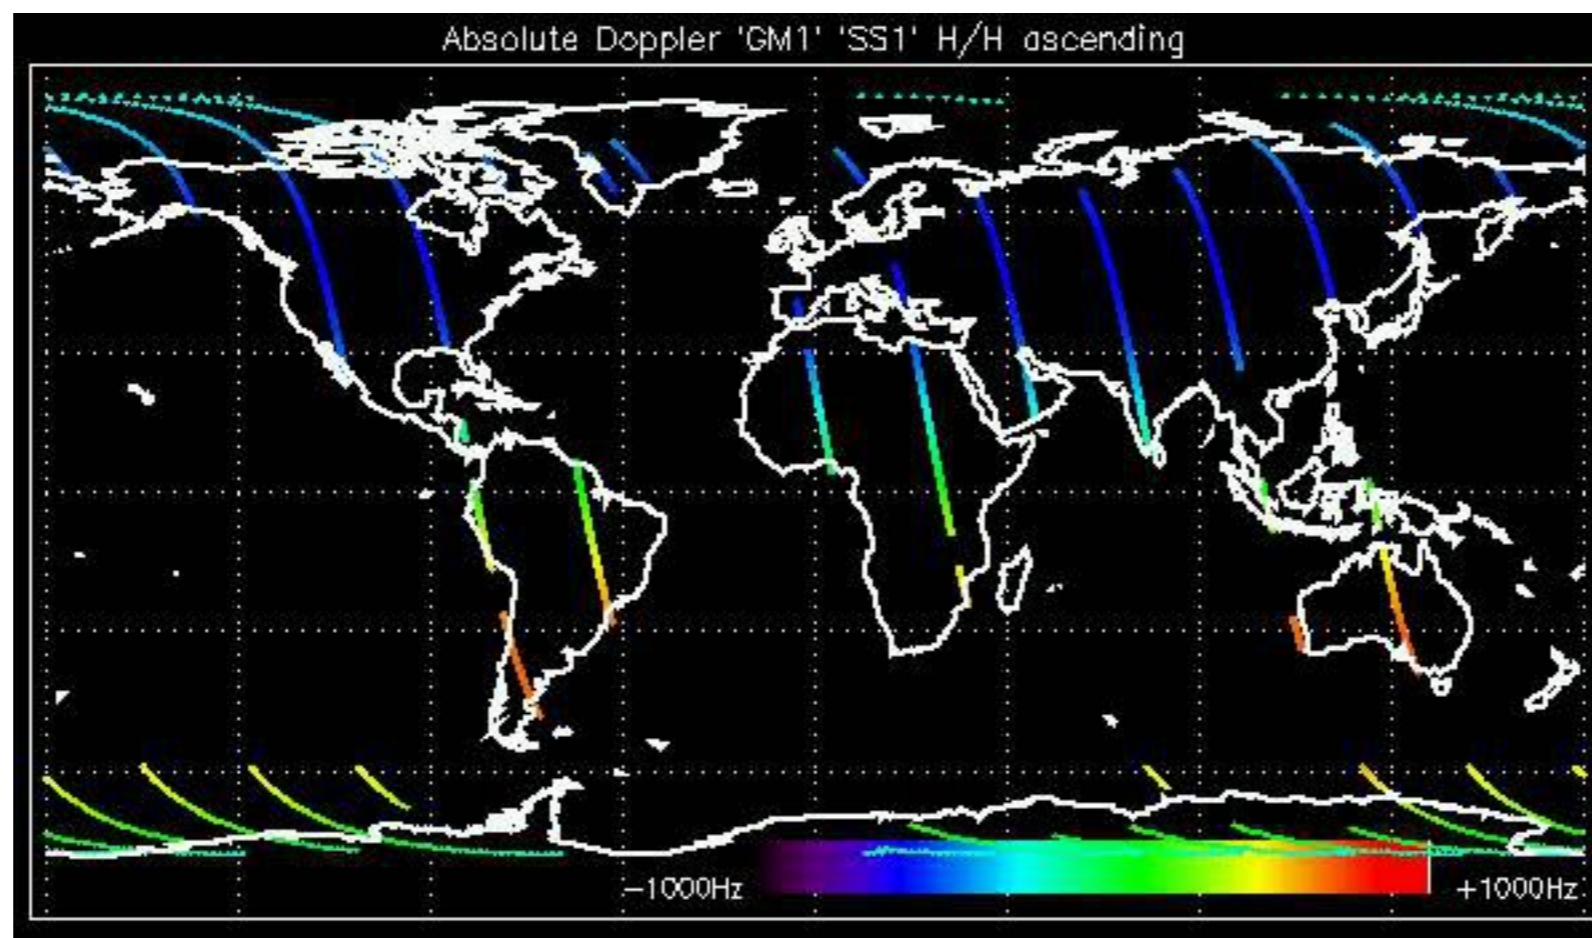 Absolute Doppler 'GM1' 'SS1' H/H ascending
−1000Hz
+1000Hz